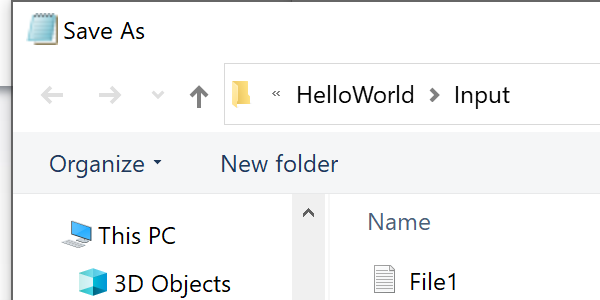 Save As
« HelloWorld > Input
Organize New folder
Name
This PC
3D Objects
File1